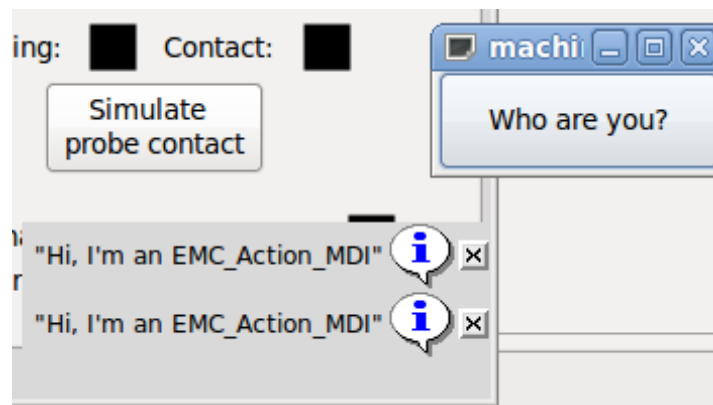 ing: Contact:
machi
Simulate
probe contact
Who are you?
"Hi, I'm an EMC_Action_MDI"
"Hi, I'm an EMC_Action_MDI"